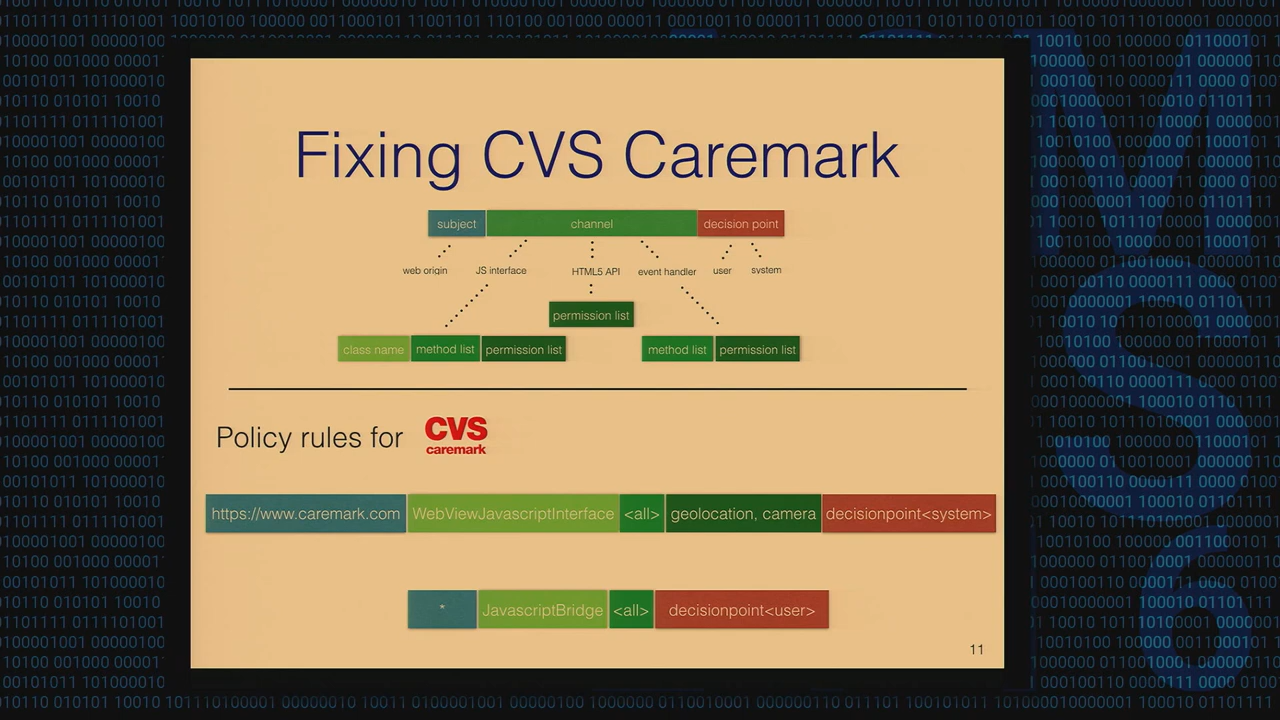 Fixing CVS Caremark
subject channel decision point
web origin JS interface HTML5 API event handler user system
permission list
class name method list permission list method list permission list
Policy rules for CVS
caremark
https://www.caremark.com WebViewJavascriptInterface <all> geolocation, camera decisionpoint<system>
* JavascriptBridge <all> decisionpoint<user>
11